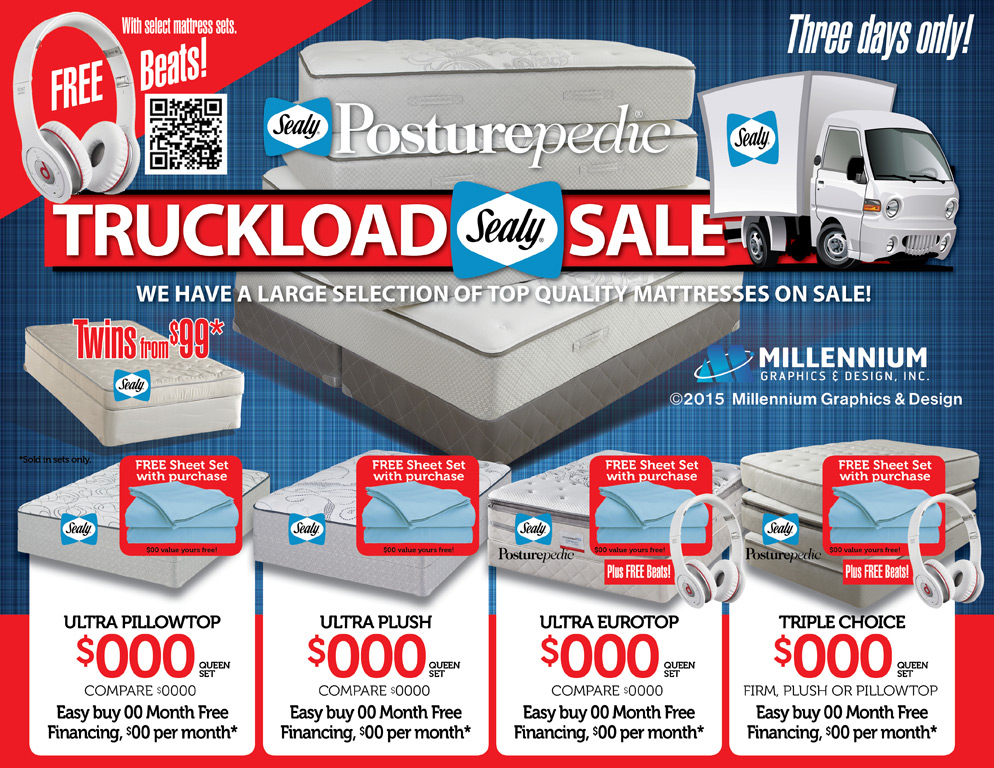 With select mattress sets.
FREE Beats!
Three days only!
Sealy Posturepedic®
Sealy
TRUCKLOAD Sealy® SALE
WE HAVE A LARGE SELECTION OF TOP QUALITY MATTRESSES ON SALE!
Twins from $99*
Sealy
*Sold in sets only.
MILLENNIUM
GRAPHICS & DESIGN, INC.
©2015 Millennium Graphics & Design
FREE Sheet Set
with purchase
Sealy
$00 value yours free!
ULTRA PILLOWTOP
$000 QUEEN SET
COMPARE $0000
Easy buy 00 Month Free
Financing, $00 per month*
FREE Sheet Set
with purchase
Sealy
$00 value yours free!
ULTRA PLUSH
$000 QUEEN SET
COMPARE $0000
Easy buy 00 Month Free
Financing, $00 per month*
FREE Sheet Set
with purchase
Sealy
Posturepedic
$00 value yours free!
Plus FREE Beats!
ULTRA EUROTOP
$000 QUEEN SET
COMPARE $0000
Easy buy 00 Month Free
Financing, $00 per month*
FREE Sheet Set
with purchase
Sealy
Posturepedic
$00 value yours free!
Plus FREE Beats!
TRIPLE CHOICE
$000 QUEEN SET
FIRM, PLUSH OR PILLOWTOP
Easy buy 00 Month Free
Financing, $00 per month*